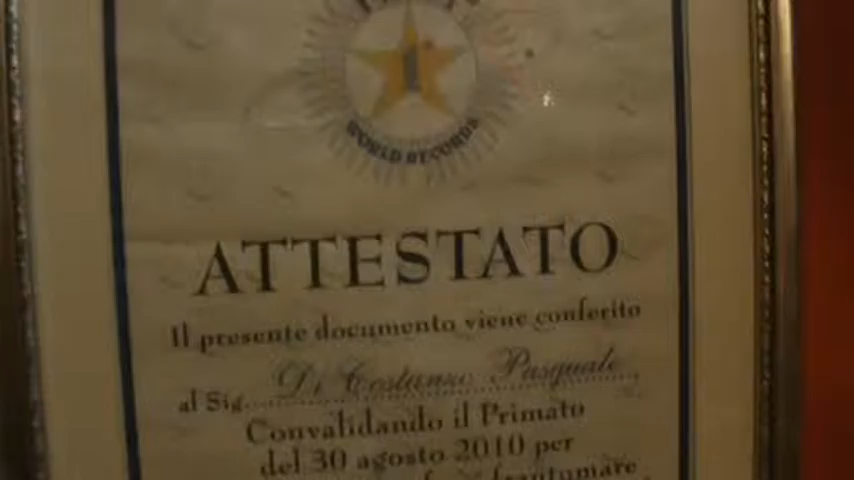 WORLD RECORDS
ATTESTATO
Il presente documento viene conferito
al Sig. Di Costanzo Pasquale
Convalidando il Primato
del 30 agosto 2010 per
frantumare